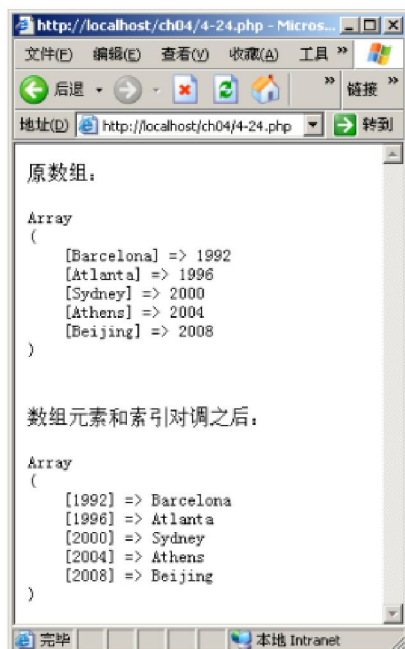 http://localhost/ch04/4-24.php - Micros...
文件(F) 编辑(E) 查看(V) 收藏(A) 工具 »
后退 » 链接 »
地址(D) http://localhost/ch04/4-24.php 转到
原数组：
Array
(
[Barcelona] => 1992
[Atlanta] => 1996
[Sydney] => 2000
[Athens] => 2004
[Beijing] => 2008
)
数组元素和索引对调之后：
Array
(
[1992] => Barcelona
[1996] => Atlanta
[2000] => Sydney
[2004] => Athens
[2008] => Beijing
)
完毕 本地 Intranet